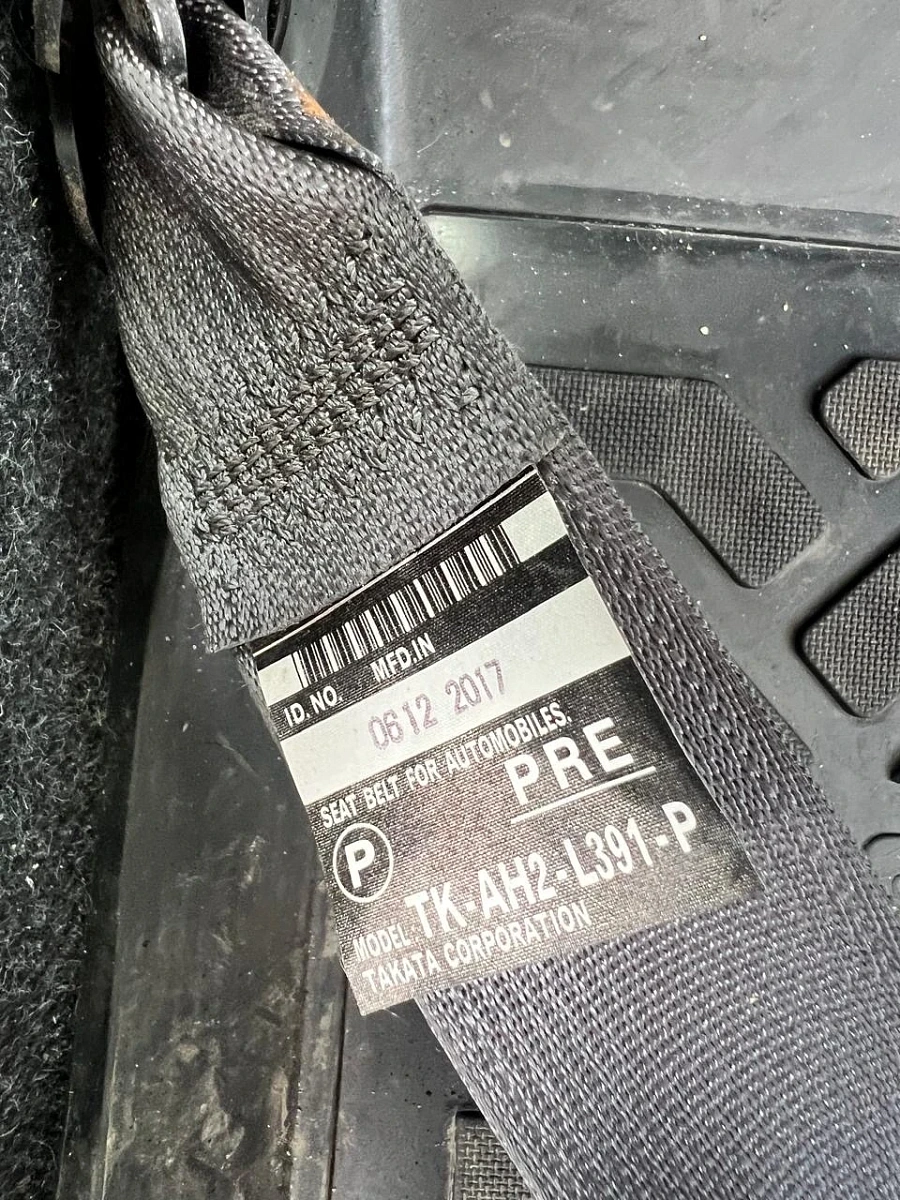 ID. NO. MFD.IN
0612 2017
SEAT BELT FOR AUTOMOBILES.
PRE
P
MODEL TK-AH2-L391-P
TAKATA CORPORATION